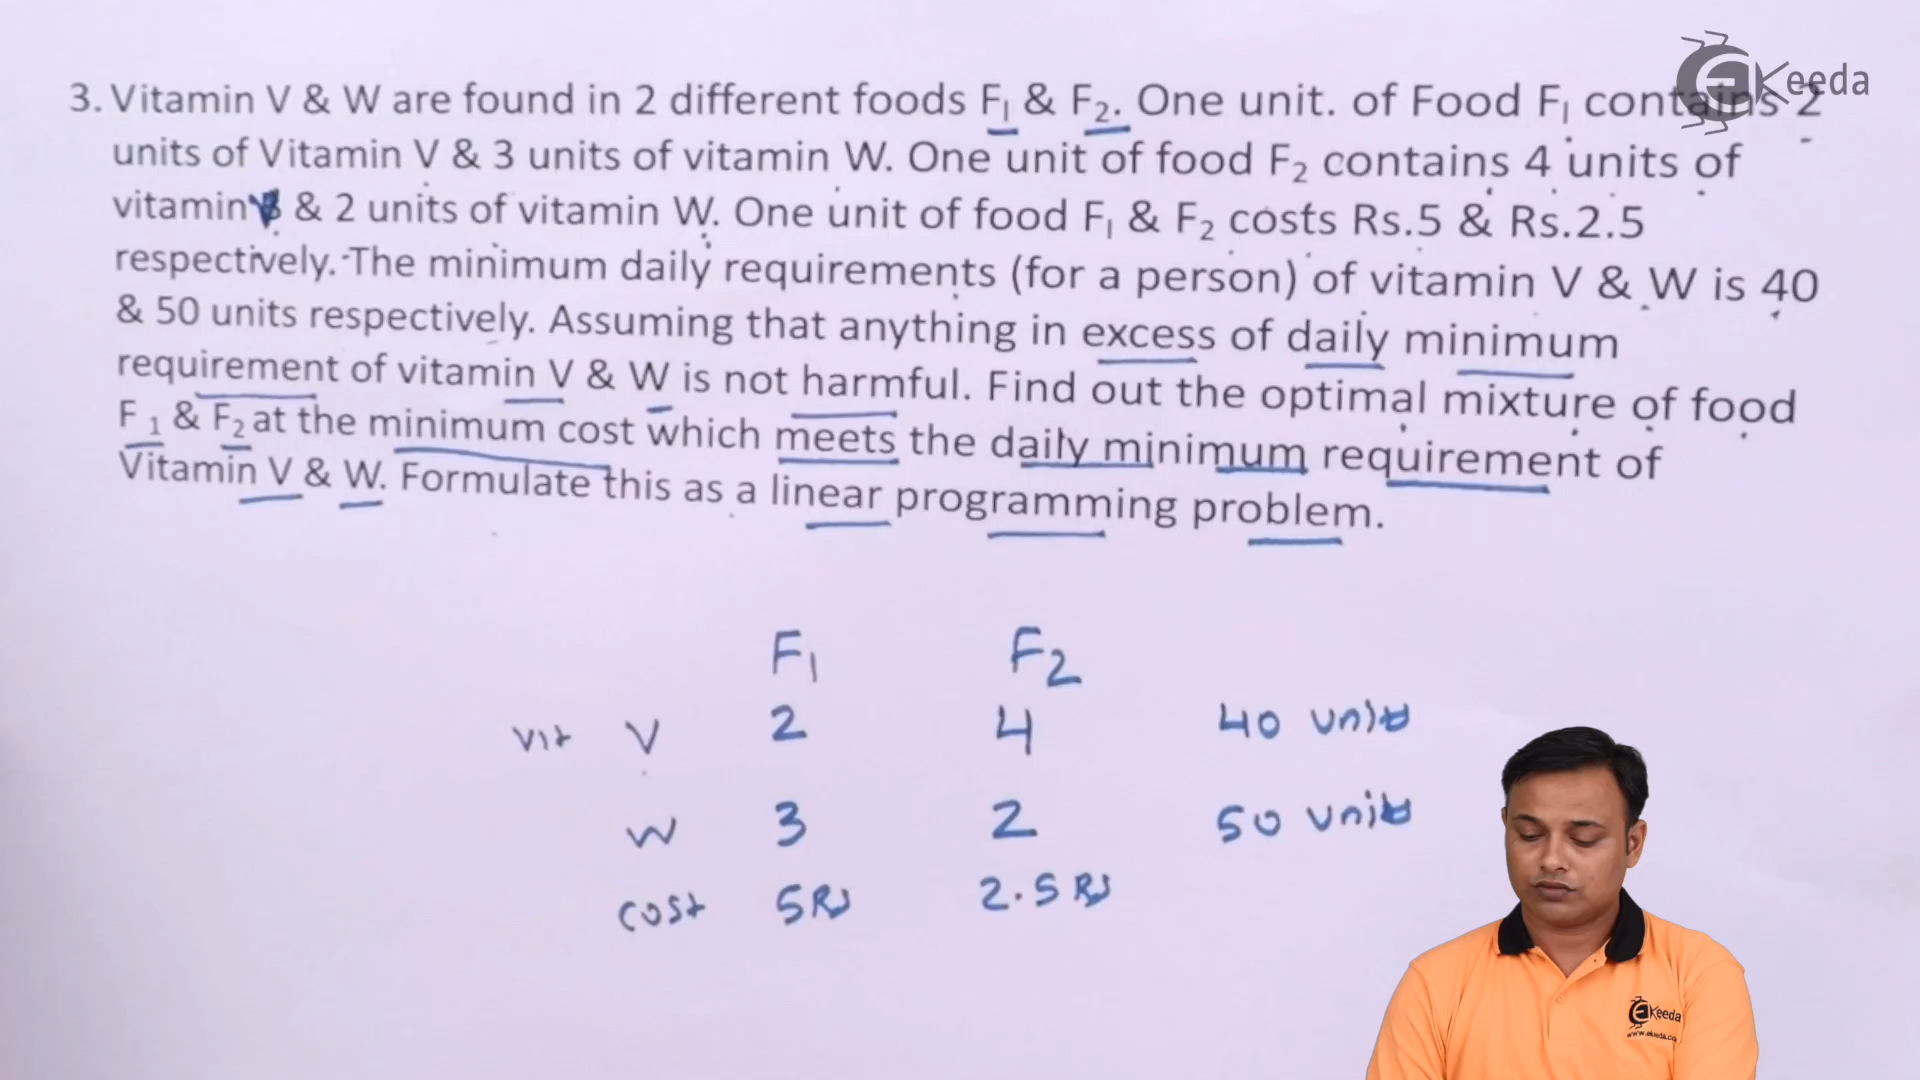 Keeda
3. Vitamin V & W are found in 2 different foods F1 & F2. One unit. of Food F1 contains 2
units of Vitamin V & 3 units of vitamin W. One unit of food F2 contains 4 units of
vitamin V & 2 units of vitamin W. One unit of food F1 & F2 costs Rs.5 & Rs.2.5
respectively. The minimum daily requirements (for a person) of vitamin V & W is 40
& 50 units respectively. Assuming that anything in excess of daily minimum
requirement of vitamin V & W is not harmful. Find out the optimal mixture of food
F1 & F2 at the minimum cost which meets the daily minimum requirement of
Vitamin V & W. Formulate this as a linear programming problem.
F1 F2
Vit V 2 4 40 units
W 3 2 50 units
cost 5Rs 2.5 Rs
Keeda
www.ekeeda.co